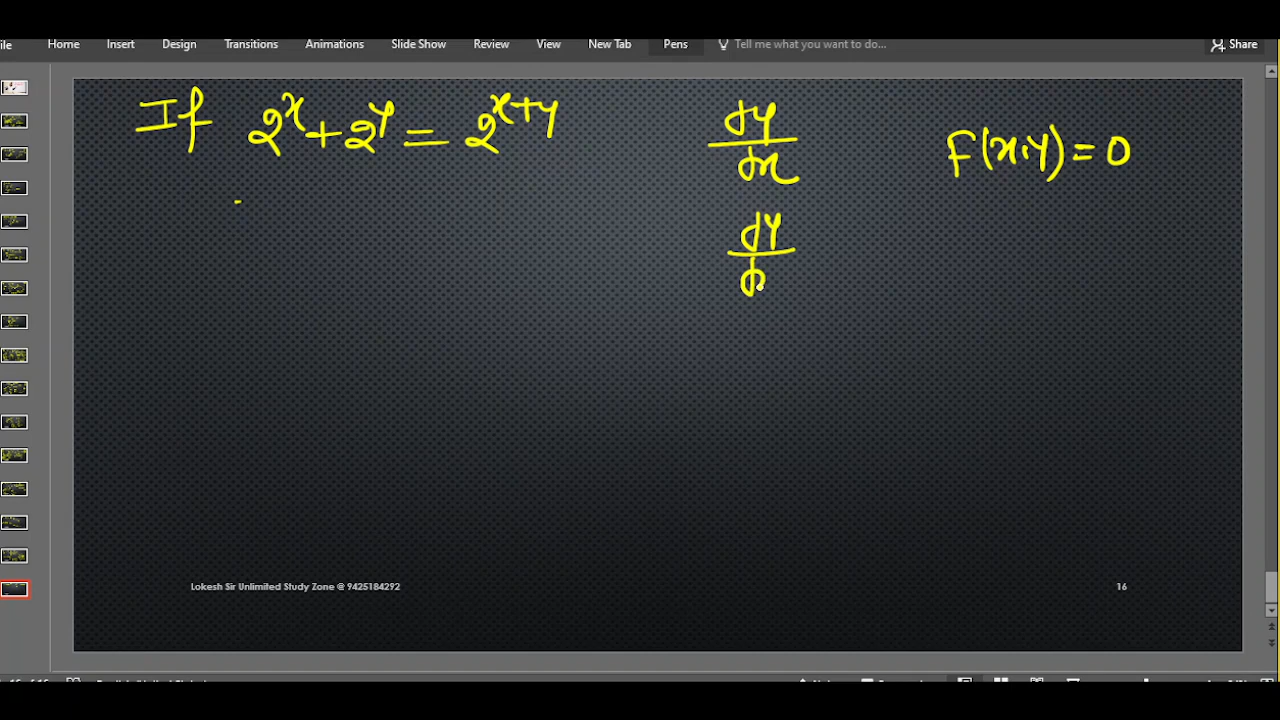 File Home Insert Design Transitions Animations Slide Show Review View New Tab Pens Tell me what you want to do... Share
If 2^x + 2^y = 2^{x+y} dy/dx F(x,y) = 0
dy/d
Lokesh Sir Unlimited Study Zone @ 9425184292 16